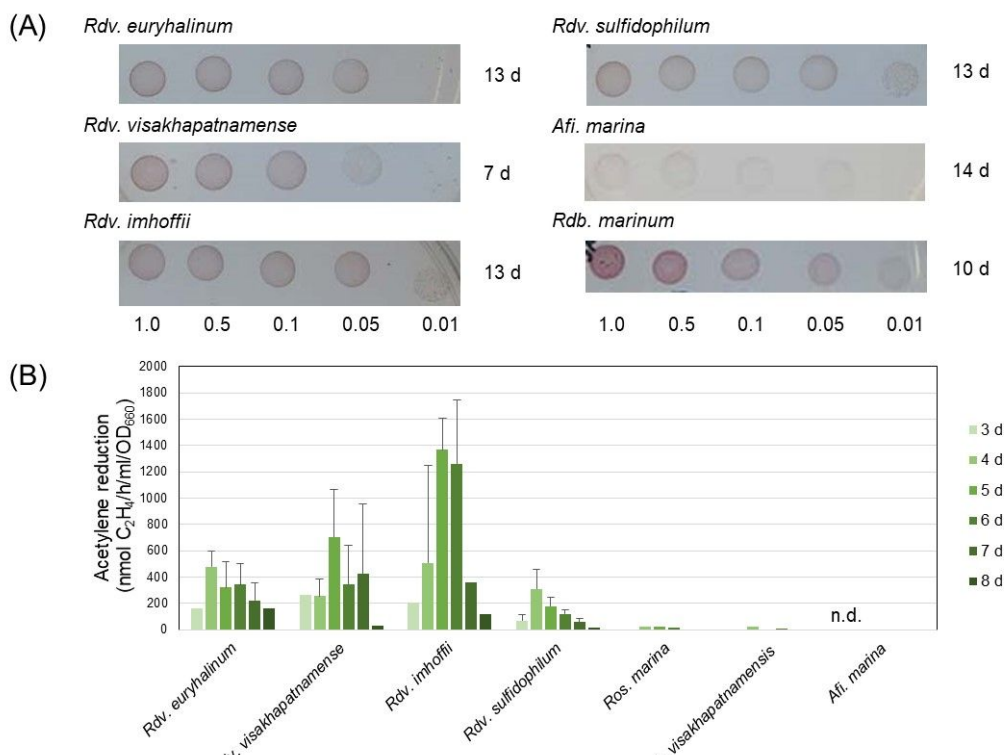 (A)
Rdv. euryhalinum
13 d
Rdv. sulfidophilum
13 d
Rdv. visakhapatnamense
7 d
Afi. marina
14 d
Rdv. imhoffii
13 d
Rdb. marinum
10 d
1.0 0.5 0.1 0.05 0.01
1.0 0.5 0.1 0.05 0.01
(B)
Acetylene reduction
(nmol C₂H₄/h/ml/OD₆₆₀)
2000
1800
1600
1400
1200
1000
800
600
400
200
0
n.d.
3 d
4 d
5 d
6 d
7 d
8 d
Rdv. euryhalinum
visakhapatnamense
Rdv. imhoffii
Rdv. sulfidophilum
Ros. marina
visakhapatnamensis
Afi. marina